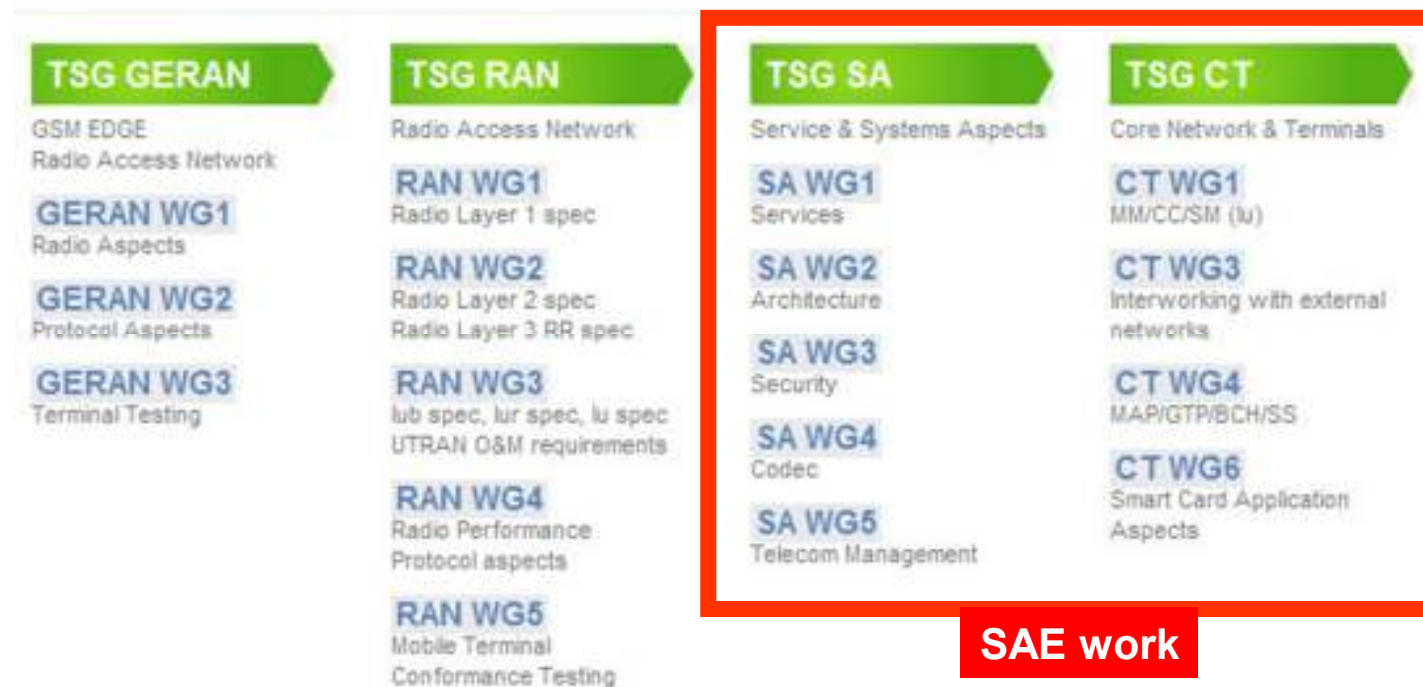 TSG GERAN
GSM EDGE
Radio Access Network
GERAN WG1
Radio Aspects
GERAN WG2
Protocol Aspects
GERAN WG3
Terminal Testing
TSG RAN
Radio Access Network
RAN WG1
Radio Layer 1 spec
RAN WG2
Radio Layer 2 spec
Radio Layer 3 RR spec
RAN WG3
Iub spec, Iur spec, Iu spec
UTRAN O&M requirements
RAN WG4
Radio Performance
Protocol aspects
RAN WG5
Mobile Terminal
Conformance Testing
TSG SA
Service & Systems Aspects
SA WG1
Services
SA WG2
Architecture
SA WG3
Security
SA WG4
Codec
SA WG5
Telecom Management
TSG CT
Core Network & Terminals
CT WG1
MM/CC/SM (Iu)
CT WG3
Interworking with external
networks
CT WG4
MAP/GTP/BCH/SS
CT WG6
Smart Card Application
Aspects
SAE work